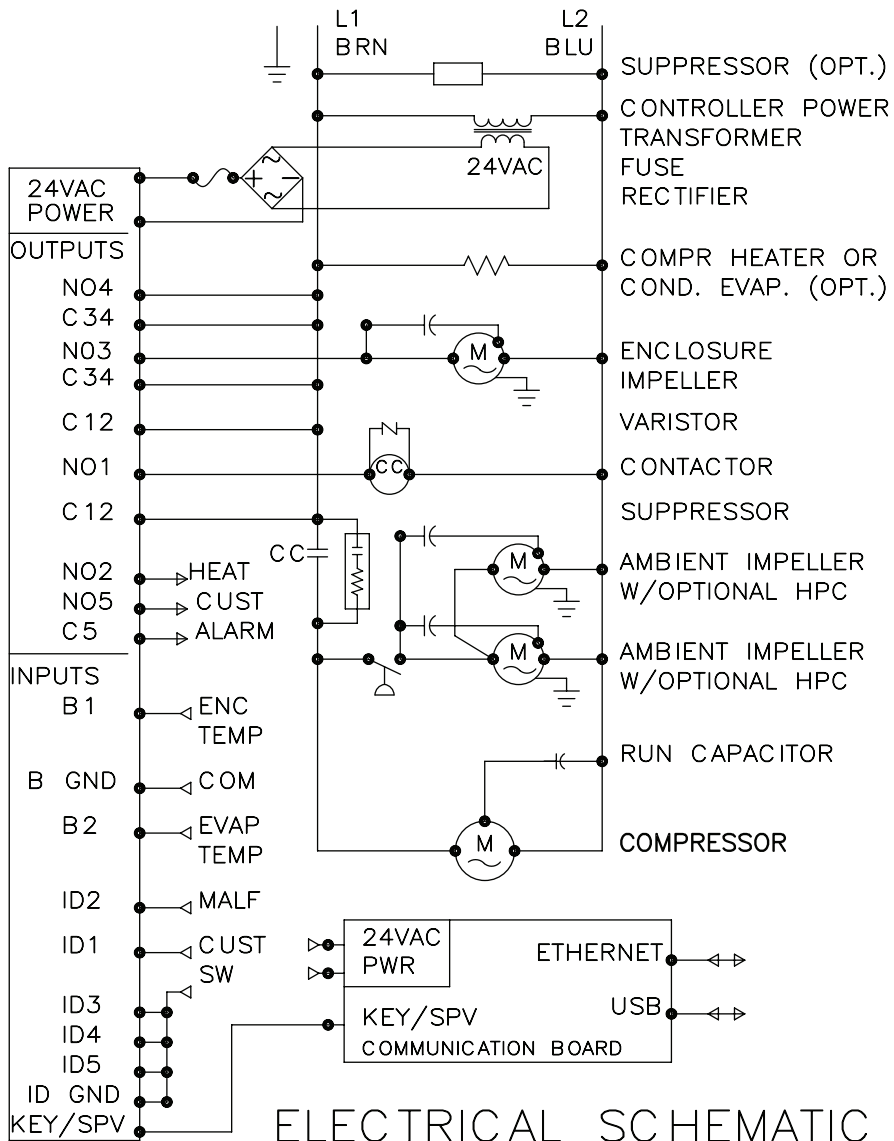 L1
BRN
L2
BLU
SUPPRESSOR (OPT.)
CONTROLLER POWER
TRANSFORMER
FUSE
RECTIFIER
24VAC
+ −
24VAC
POWER
OUTPUTS
NO4
C34
NO3
C34
C12
NO1
C12
NO2
HEAT
NO5
CUST
C5
ALARM
COMPR HEATER OR
COND. EVAP. (OPT.)
M
ENCLOSURE
IMPELLER
VARISTOR
CC
CONTACTOR
SUPPRESSOR
CC
M
AMBIENT IMPELLER
W/OPTIONAL HPC
M
AMBIENT IMPELLER
W/OPTIONAL HPC
RUN CAPACITOR
M
COMPRESSOR
INPUTS
B1
ENC
TEMP
B GND
COM
B2
EVAP
TEMP
ID2
MALF
ID1
CUST
SW
ID3
ID4
ID5
ID GND
KEY/SPV
24VAC
PWR
ETHERNET
USB
KEY/SPV
COMMUNICATION BOARD
ELECTRICAL SCHEMATIC